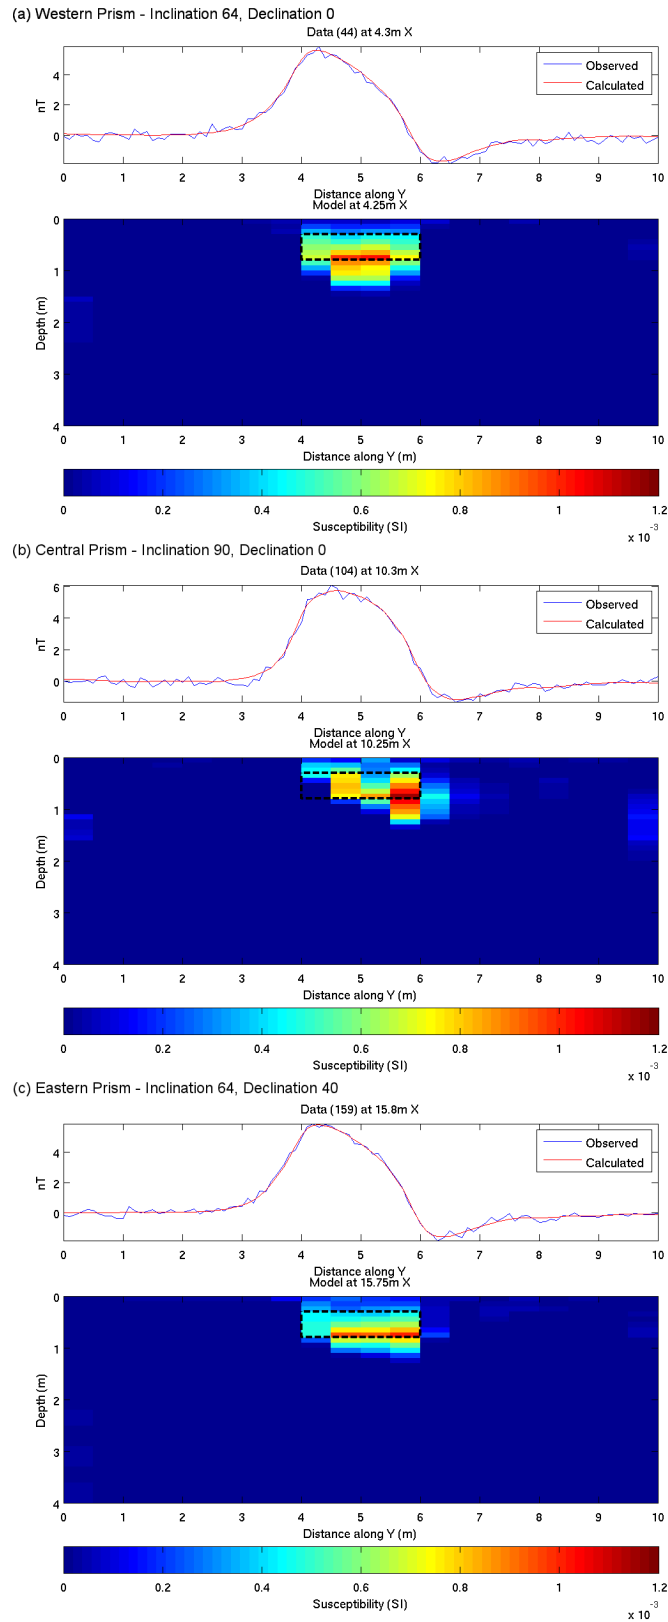 (a) Western Prism - Inclination 64, Declination 0
Data (44) at 4.3m X
Observed
Calculated
nT
4
2
0
0 1 2 3 4 5 6 7 8 9 10
Distance along Y
Model at 4.25m X
Depth (m)
0
1
2
3
4
0 1 2 3 4 5 6 7 8 9 10
Distance along Y (m)
0 0.2 0.4 0.6 0.8 1 1.2
Susceptibility (SI)
x 10^-3
(b) Central Prism - Inclination 90, Declination 0
Data (104) at 10.3m X
Observed
Calculated
nT
6
4
2
0
0 1 2 3 4 5 6 7 8 9 10
Distance along Y
Model at 10.25m X
Depth (m)
0
1
2
3
4
0 1 2 3 4 5 6 7 8 9 10
Distance along Y (m)
0 0.2 0.4 0.6 0.8 1 1.2
Susceptibility (SI)
x 10^-3
(c) Eastern Prism - Inclination 64, Declination 40
Data (159) at 15.8m X
Observed
Calculated
nT
4
2
0
0 1 2 3 4 5 6 7 8 9 10
Distance along Y
Model at 15.75m X
Depth (m)
0
1
2
3
4
0 1 2 3 4 5 6 7 8 9 10
Distance along Y (m)
0 0.2 0.4 0.6 0.8 1 1.2
Susceptibility (SI)
x 10^-3